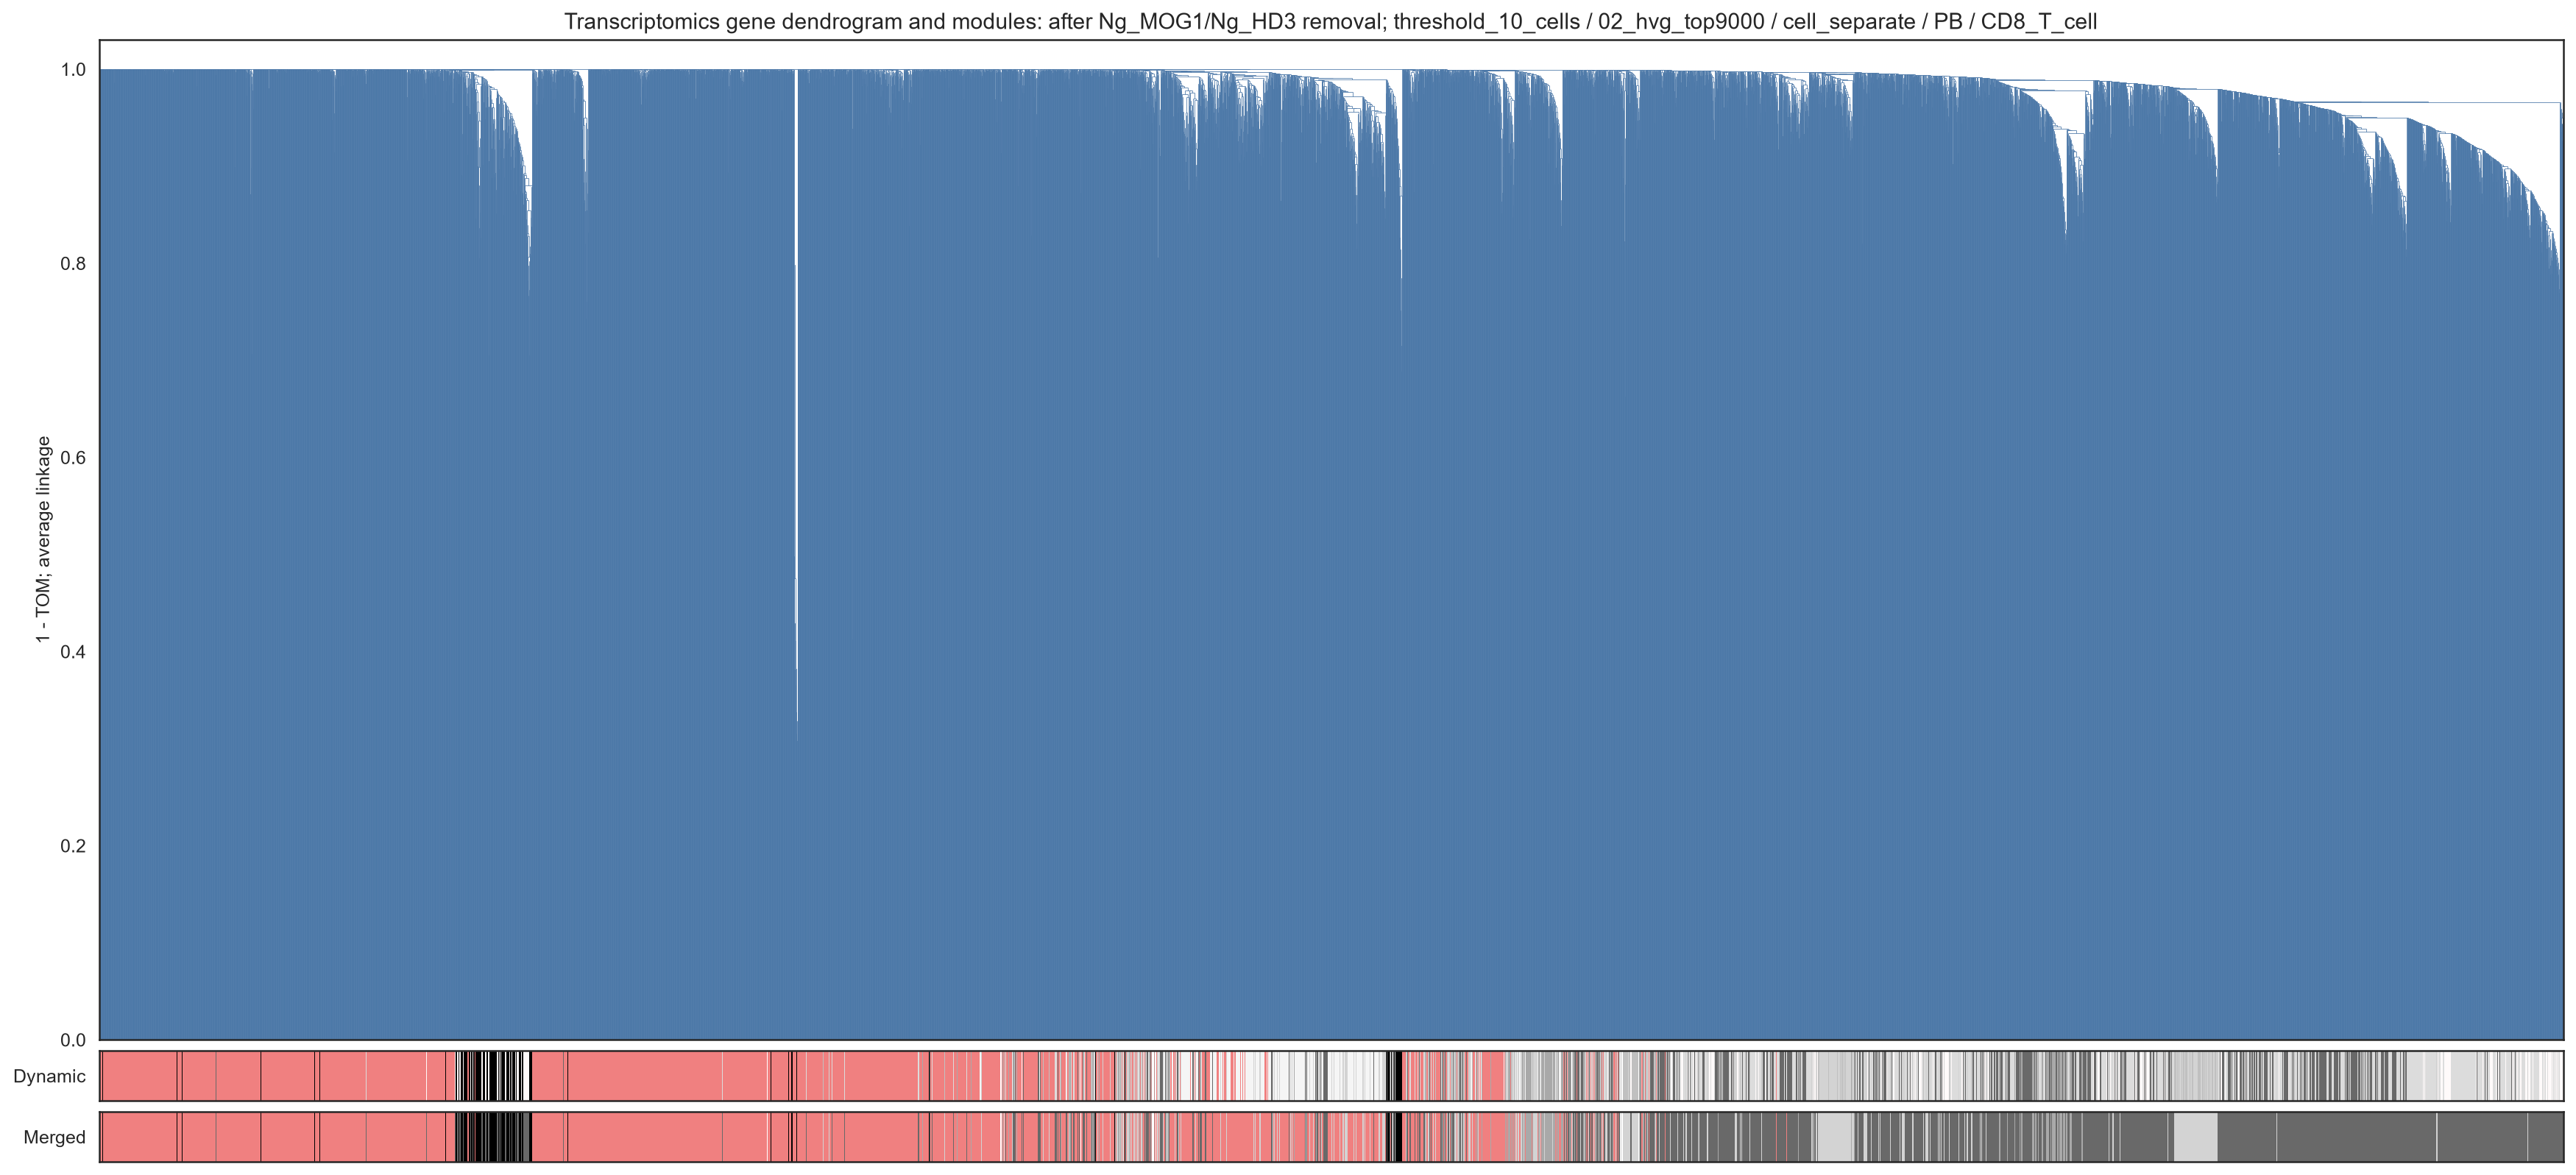 Transcriptomics gene dendrogram and modules: after Ng_MOG1/Ng_HD3 removal; threshold_10_cells / 02_hvg_top9000 / cell_separate / PB / CD8_T_cell
1.0
0.8
0.6
0.4
0.2
0.0
1 - TOM; average linkage
Dynamic
Merged